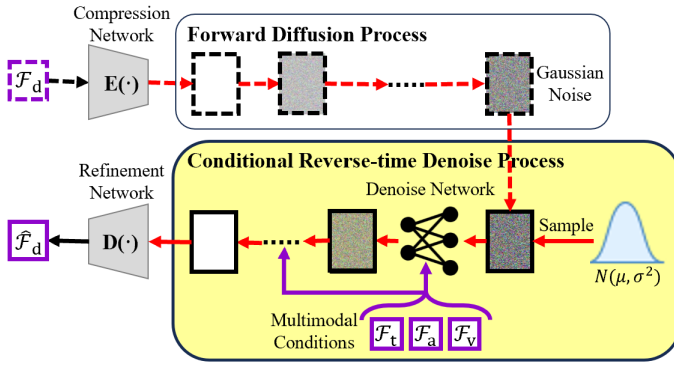 Compression
Network
Forward Diffusion Process
ℱd
E(·)
Gaussian
Noise
Refinement
Network
Conditional Reverse-time Denoise Process
Denoise Network
ℱ̂d
D(·)
Sample
N(μ, σ²)
Multimodal
Conditions
ℱt ℱa ℱv